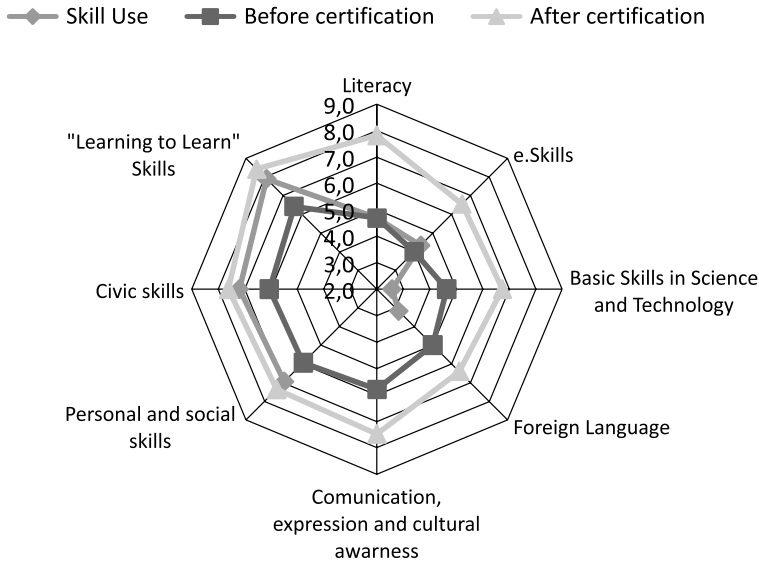 Skill Use Before certification After certification
Literacy
9,0
8,0
7,0
6,0
5,0
4,0
3,0
2,0
e.Skills
Basic Skills in Science
and Technology
Foreign Language
Comunication,
expression and cultural
awarness
Personal and social
skills
Civic skills
"Learning to Learn"
Skills